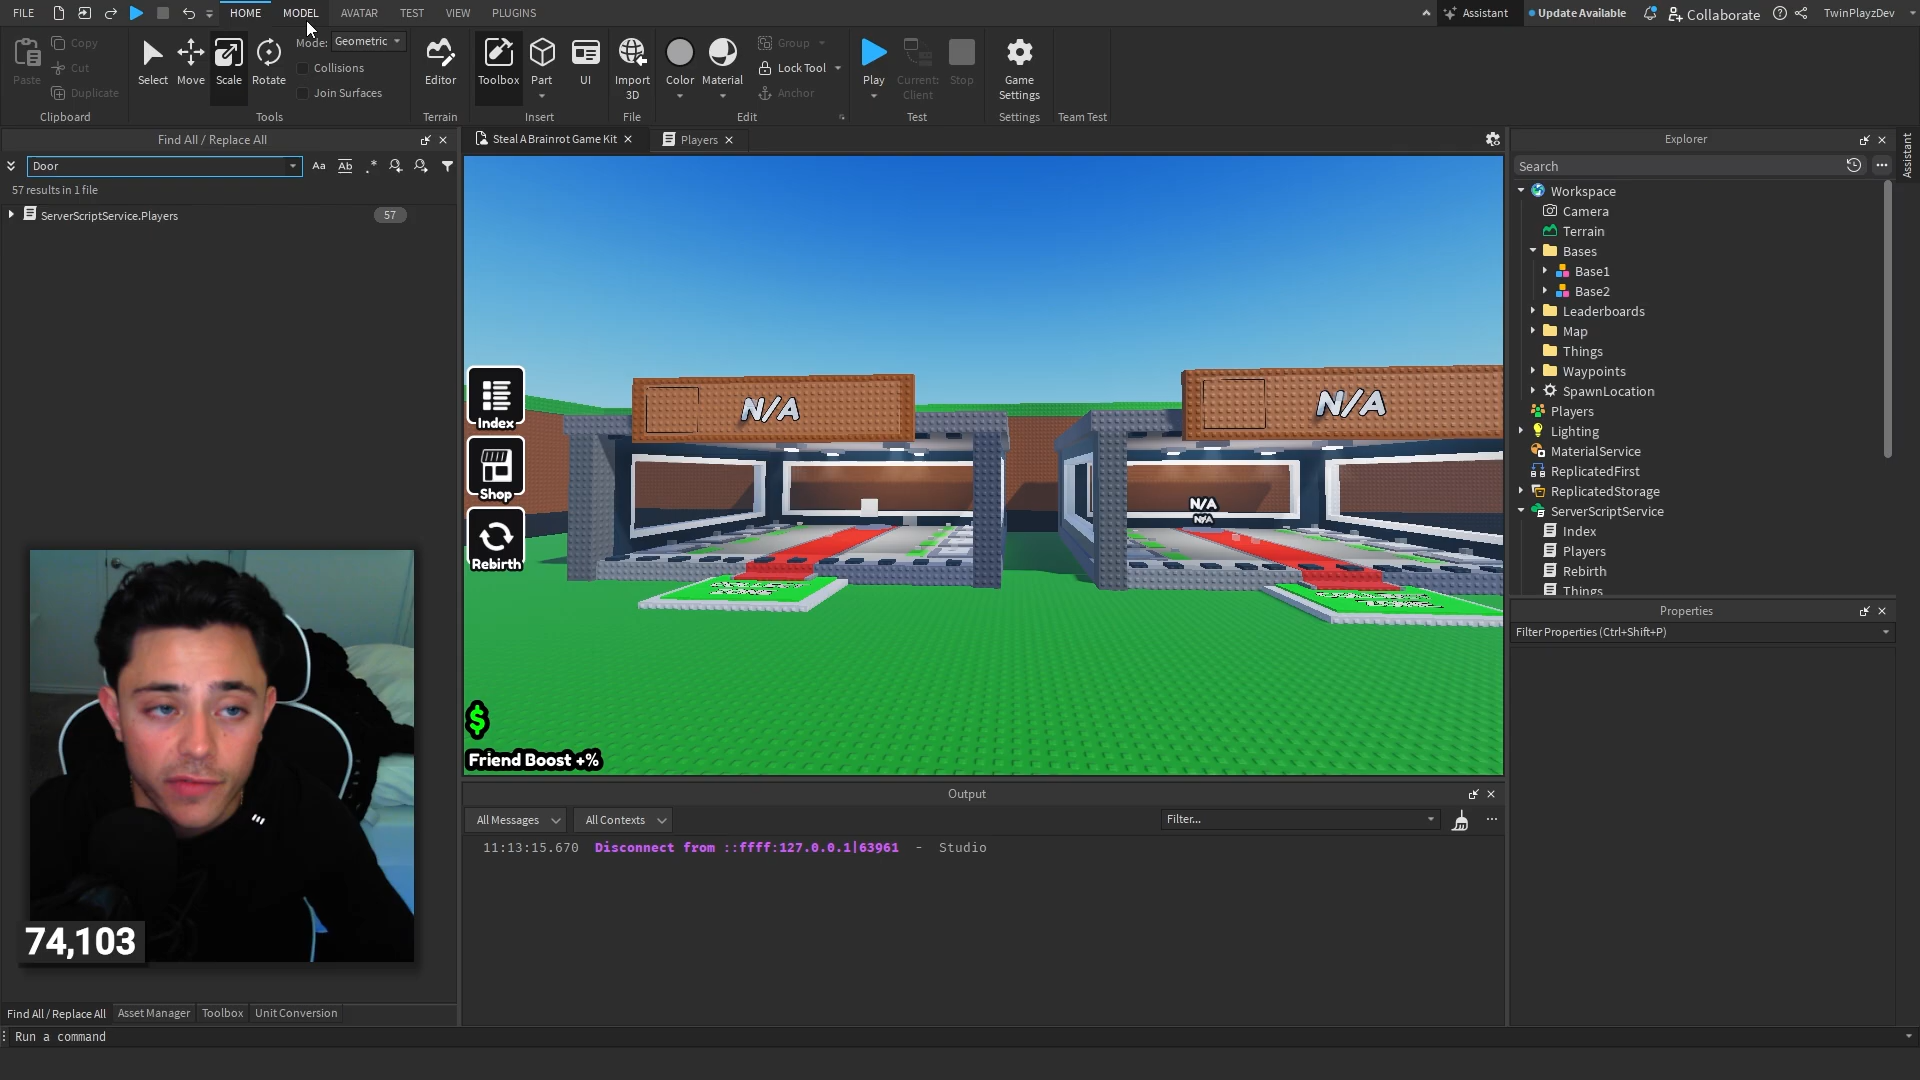 FILE HOME MODEL AVATAR TEST VIEW PLUGINS Assistant Update Available Collaborate TwinPlayzDev
Paste Copy Cut Duplicate Clipboard
Select Move Scale Rotate Mode: Geometric Collisions Join Surfaces Tools
Editor Terrain
Toolbox Part UI Insert
Import 3D File
Color Material Group Lock Tool Anchor Edit
Play Current: Client Stop Test
Game Settings Settings
Team Test
Find All / Replace All
Door
Aa Ab .*
57 results in 1 file
ServerScriptService.Players 57
Steal A Brainrot Game Kit Players
N/A
N/A
N/A
N/A
Index
Shop
Rebirth
$
Friend Boost +%
Output
All Messages All Contexts Filter...
11:13:15.670 Disconnect from ::ffff:127.0.0.1|63961 - Studio
Explorer
Search
Workspace
Camera
Terrain
Bases
Base1
Base2
Leaderboards
Map
Things
Waypoints
SpawnLocation
Players
Lighting
MaterialService
ReplicatedFirst
ReplicatedStorage
ServerScriptService
Index
Players
Rebirth
Things
Properties
Filter Properties (Ctrl+Shift+P)
Assistant
74,103
Find All / Replace All Asset Manager Toolbox Unit Conversion
Run a command